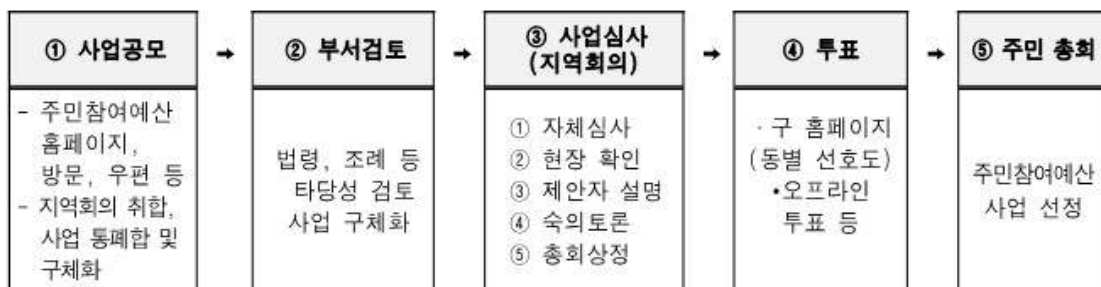 ① 사업공모
➡
② 부서검토
➡
③ 사업심사
(지역회의)
➡
④ 투표
➡
⑤ 주민 총회
- 주민참여예산
홈페이지,
방문, 우편 등
- 지역회의 취합,
사업 통폐합 및
구체화
법령, 조례 등
타당성 검토
사업 구체화
① 자체심사
② 현장 확인
③ 제안자 설명
④ 숙의토론
⑤ 총회상정
· 구 홈페이지
(동별 선호도)
•오프라인
투표 등
주민참여예산
사업 선정